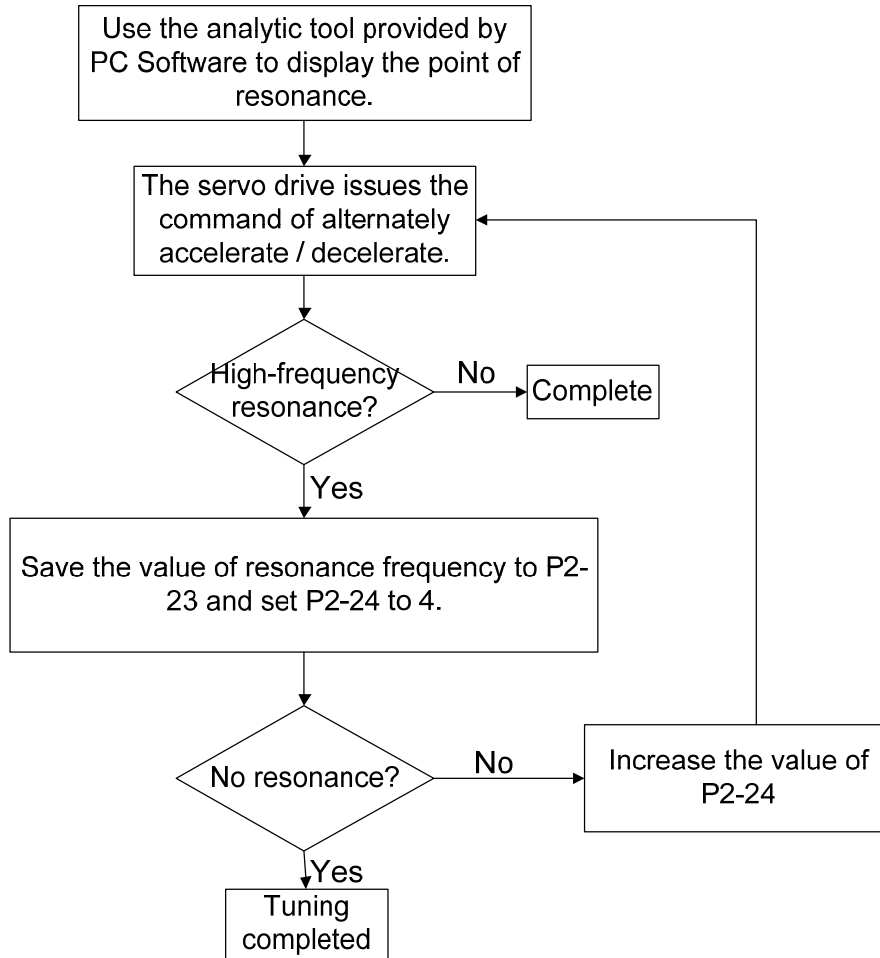 Use the analytic tool provided by
PC Software to display the point of
resonance.
The servo drive issues the
command of alternately
accelerate / decelerate.
High-frequency
resonance?
No
Complete
Yes
Save the value of resonance frequency to P2-
23 and set P2-24 to 4.
No resonance?
No
Increase the value of
P2-24
Yes
Tuning
completed